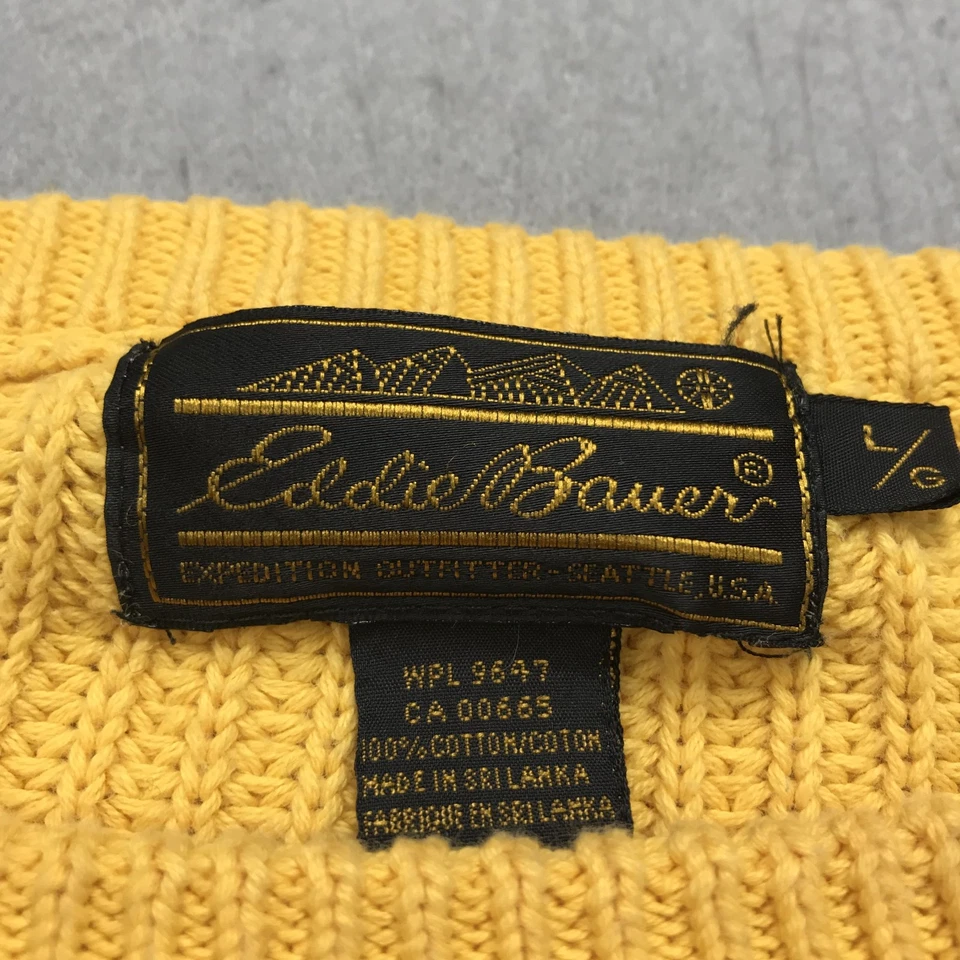 Eddie Bauer ®
EXPEDITION OUTFITTER-SEATTLE, U.S.A.
L/G
WPL 9647
CA 00665
100% COTTON/COTON
MADE IN SRI LANKA
FABRIQUE EN SRI LANKA